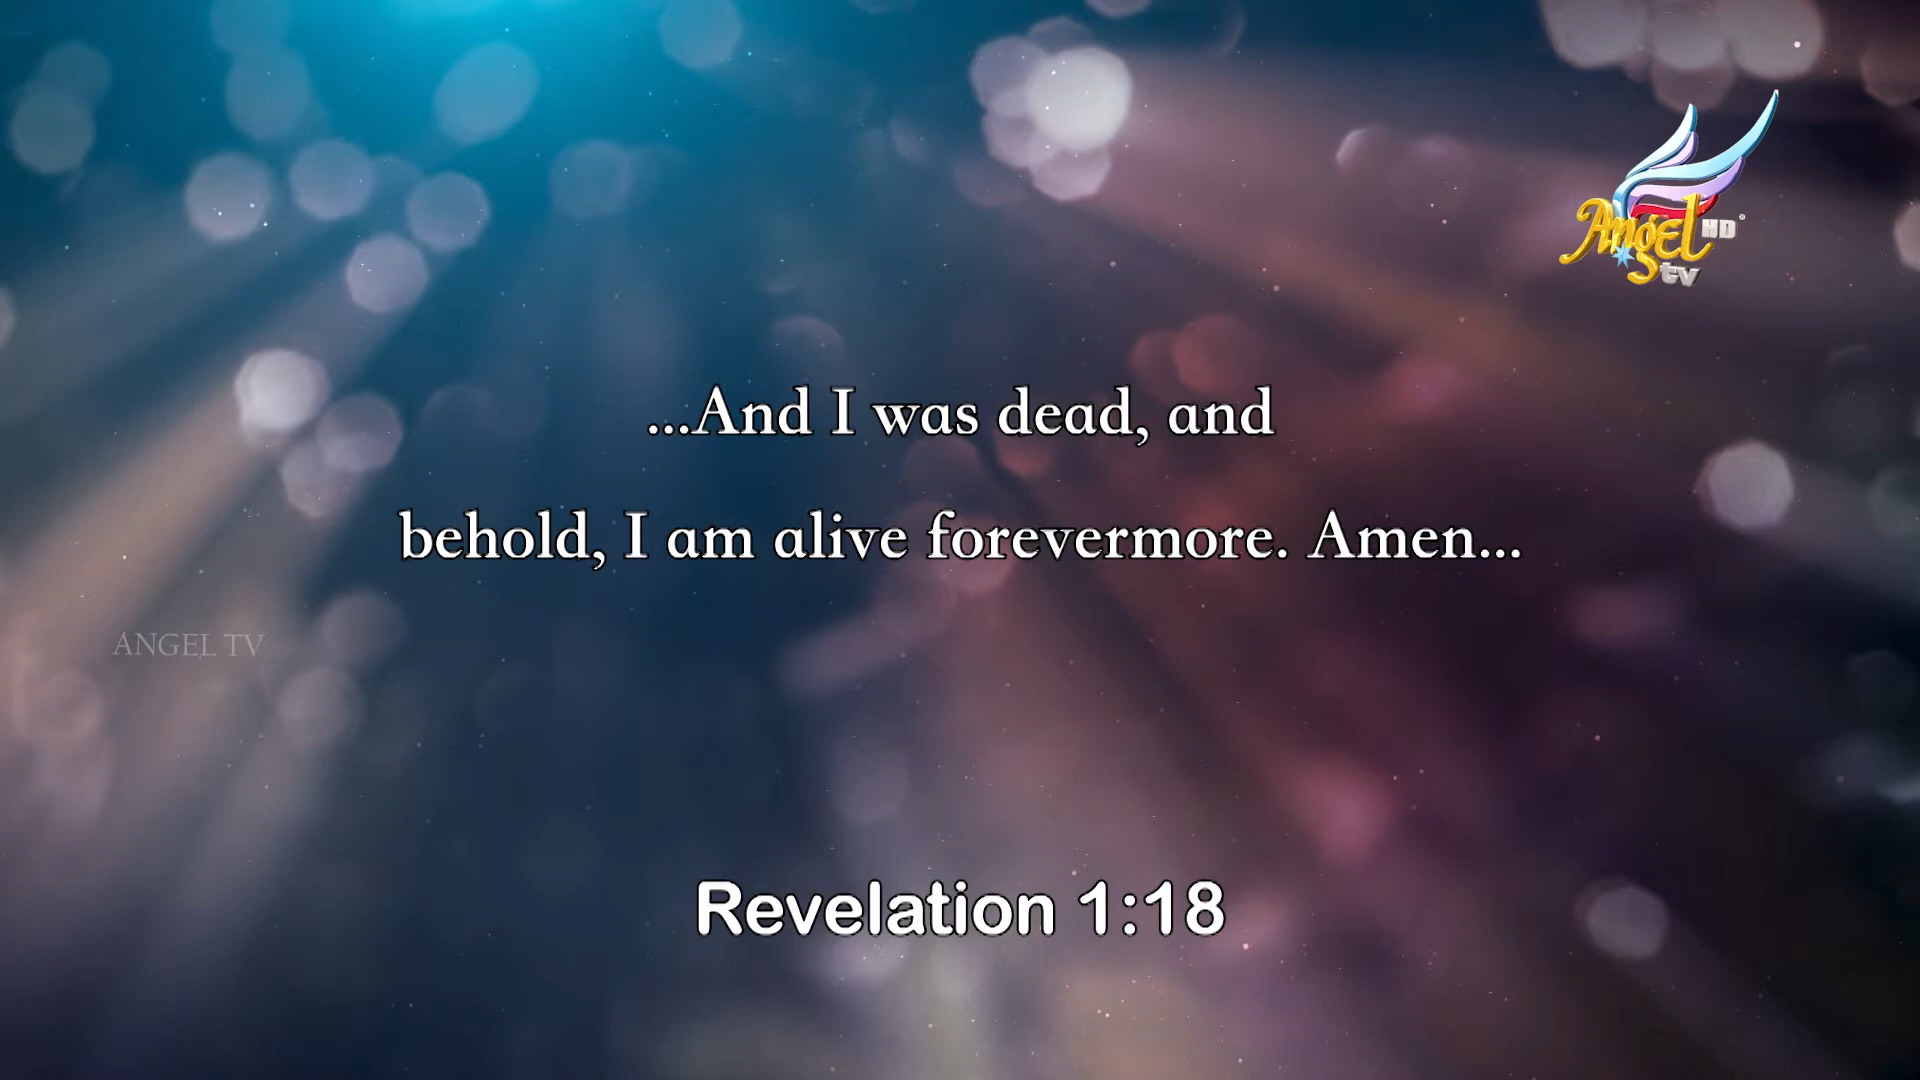 Angel HD
tv
...And I was dead, and
behold, I am alive forevermore. Amen...
ANGEL TV
Revelation 1:18